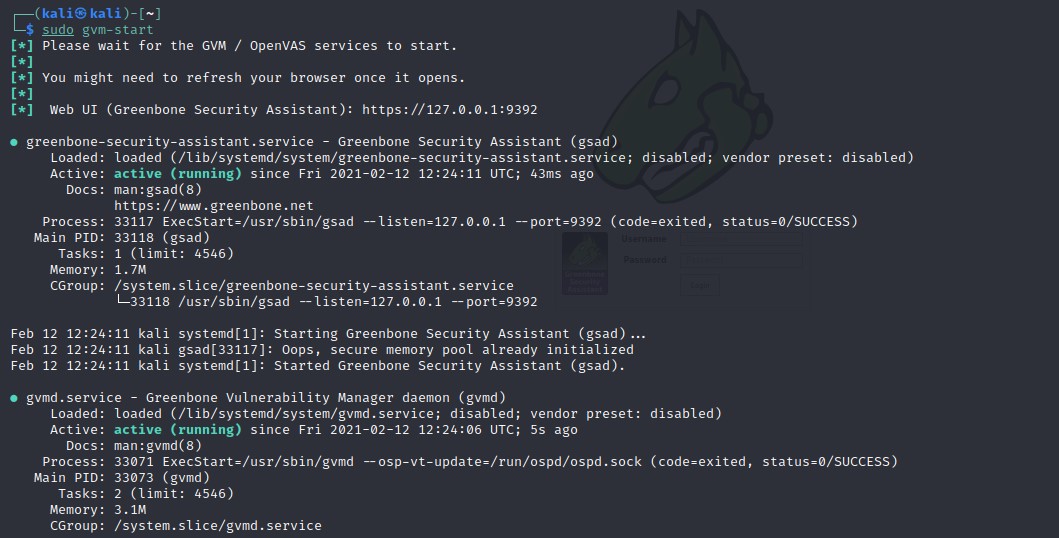 ┌──(kali㉿kali)-[~]
└─$ sudo gvm-start
[*] Please wait for the GVM / OpenVAS services to start.
[*]
[*] You might need to refresh your browser once it opens.
[*]
[*]  Web UI (Greenbone Security Assistant): https://127.0.0.1:9392

● greenbone-security-assistant.service - Greenbone Security Assistant (gsad)
     Loaded: loaded (/lib/systemd/system/greenbone-security-assistant.service; disabled; vendor preset: disabled)
     Active: active (running) since Fri 2021-02-12 12:24:11 UTC; 43ms ago
       Docs: man:gsad(8)
             https://www.greenbone.net
    Process: 33117 ExecStart=/usr/sbin/gsad --listen=127.0.0.1 --port=9392 (code=exited, status=0/SUCCESS)
   Main PID: 33118 (gsad)
      Tasks: 1 (limit: 4546)
     Memory: 1.7M
     CGroup: /system.slice/greenbone-security-assistant.service
             └─33118 /usr/sbin/gsad --listen=127.0.0.1 --port=9392
Username
Password
Login

Feb 12 12:24:11 kali systemd[1]: Starting Greenbone Security Assistant (gsad)...
Feb 12 12:24:11 kali gsad[33117]: Oops, secure memory pool already initialized
Feb 12 12:24:11 kali systemd[1]: Started Greenbone Security Assistant (gsad).

● gvmd.service - Greenbone Vulnerability Manager daemon (gvmd)
     Loaded: loaded (/lib/systemd/system/gvmd.service; disabled; vendor preset: disabled)
     Active: active (running) since Fri 2021-02-12 12:24:06 UTC; 5s ago
       Docs: man:gvmd(8)
    Process: 33071 ExecStart=/usr/sbin/gvmd --osp-vt-update=/run/ospd/ospd.sock (code=exited, status=0/SUCCESS)
   Main PID: 33073 (gvmd)
      Tasks: 2 (limit: 4546)
     Memory: 3.1M
     CGroup: /system.slice/gvmd.service